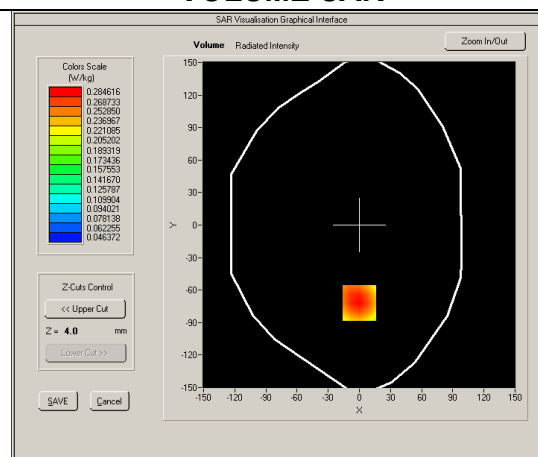 VOLUME SAR
SAR Visualisation Graphical Interface
Volume Radiated Intensity
Zoom In/Out
Colors Scale
(W/kg)
0.284616
0.268733
0.252850
0.236967
0.221085
0.205202
0.189319
0.173436
0.157553
0.141670
0.125787
0.109904
0.094021
0.078138
0.062255
0.046372
Z-Cuts Control
<< Upper Cut
Z = 4.0 mm
Lower Cut >>
SAVE Cancel
150
120
90
60
30
0
-30
-60
-90
-120
-150
Y
-150 -120 -90 -60 -30 0 30 60 90 120 150
X